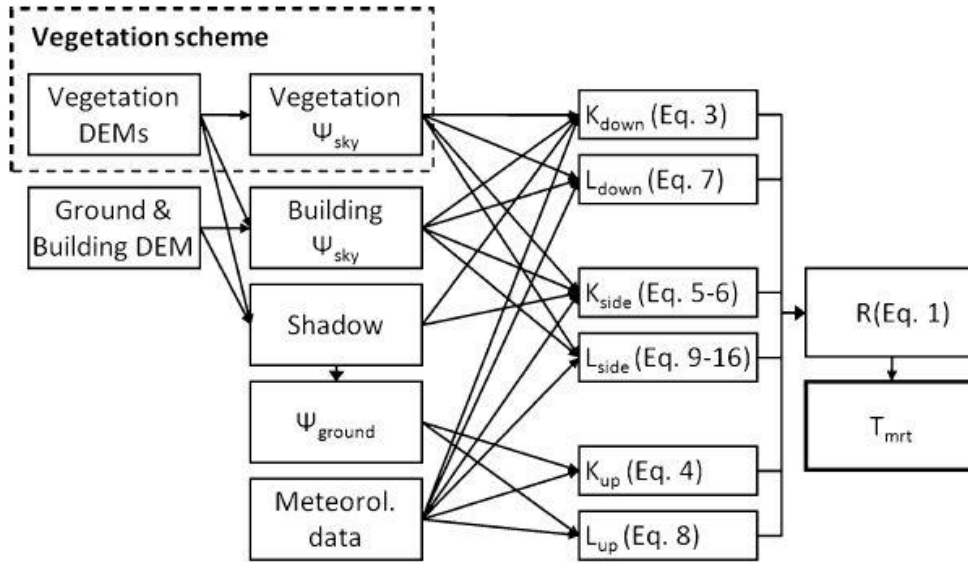 Vegetation scheme
Vegetation
DEMs
Vegetation
Ψsky
Ground &
Building DEM
Building
Ψsky
Shadow
Ψground
Meteorol.
data
Kdown (Eq. 3)
Ldown (Eq. 7)
Kside (Eq. 5-6)
Lside (Eq. 9-16)
Kup (Eq. 4)
Lup (Eq. 8)
R(Eq. 1)
Tmrt